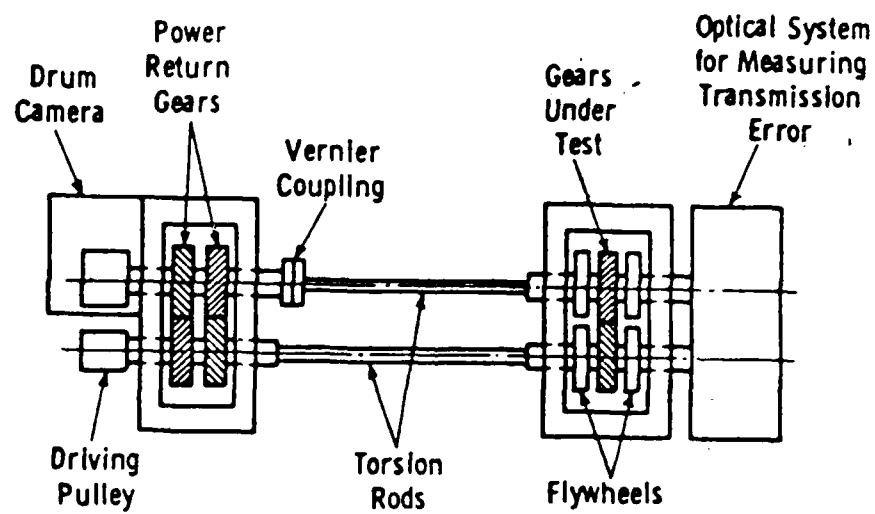 Power
Return
Gears
Drum
Camera
Vernier
Coupling
Gears
Under
Test
Optical System
for Measuring
Transmission
Error
Driving
Pulley
Torsion
Rods
Flywheels